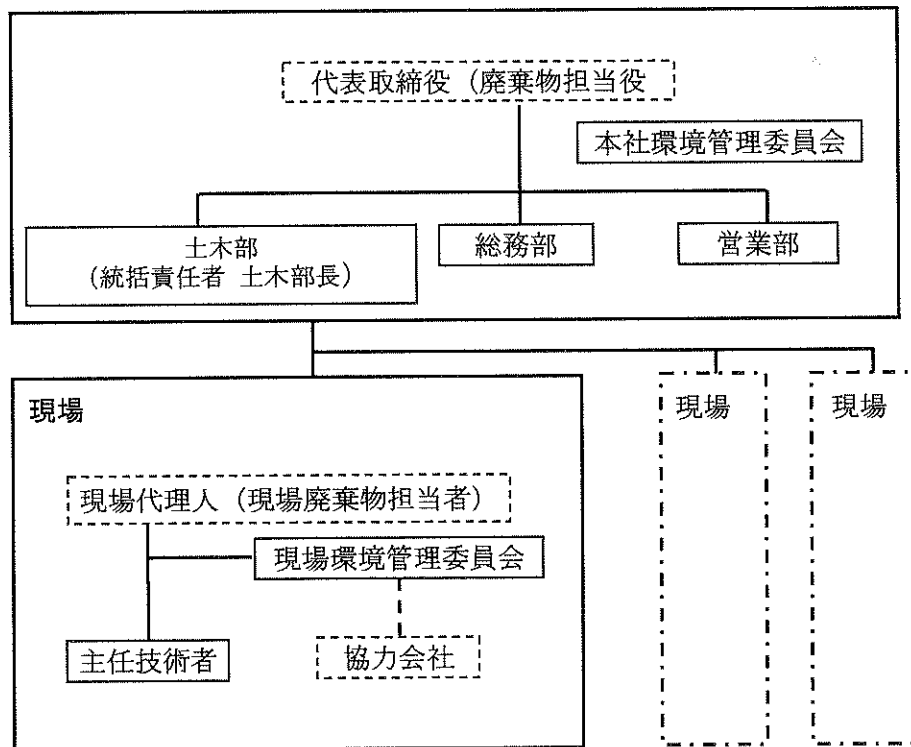 代表取締役（廃棄物担当役
本社環境管理委員会
土木部
（統括責任者 土木部長）
総務部
営業部
現場
現場
現場
現場代理人（現場廃棄物担当者）
現場環境管理委員会
主任技術者
協力会社